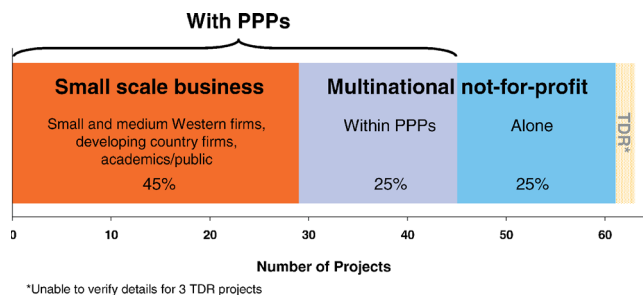 With PPPs
Small scale business
Multinational not-for-profit
Small and medium Western firms,
developing country firms,
academics/public
Within PPPs
Alone
TDR*
45%
25%
25%
0
10
20
30
40
50
60
Number of Projects
*Unable to verify details for 3 TDR projects